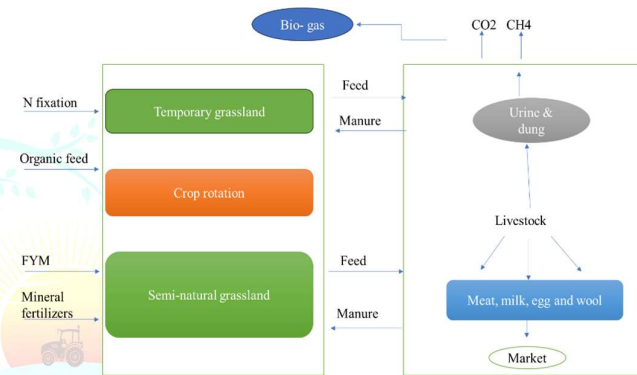 Bio- gas
CO2 CH4
N fixation
Temporary grassland
Feed
Manure
Urine &
dung
Organic feed
Crop rotation
Livestock
FYM
Mineral
fertilizers
Semi-natural grassland
Feed
Manure
Meat, milk, egg and wool
Market